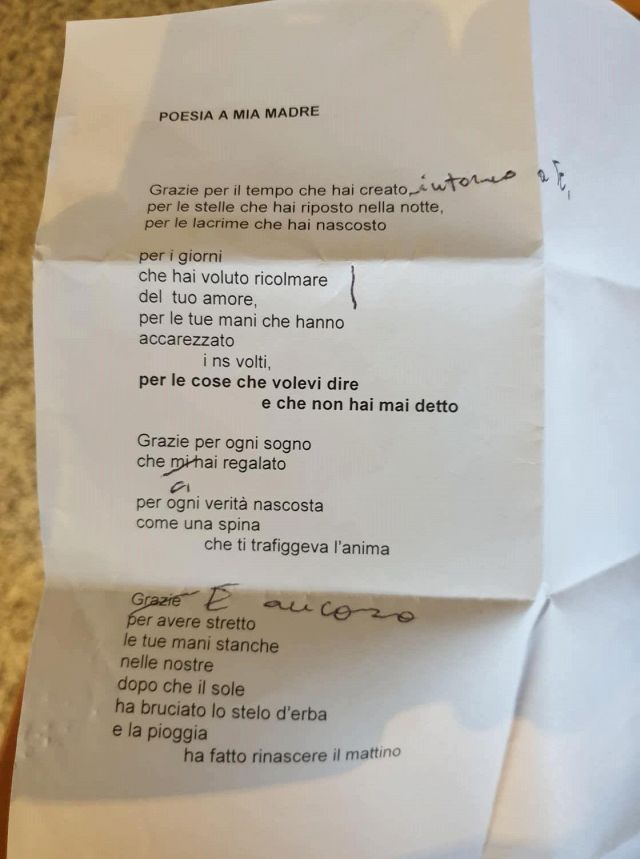 POESIA A MIA MADRE
Grazie per il tempo che hai creato, intorno a te,
per le stelle che hai riposto nella notte,
per le lacrime che hai nascosto
per i giorni
che hai voluto ricolmare
del tuo amore,
per le tue mani che hanno
accarezzato
i ns volti,
per le cose che volevi dire
e che non hai mai detto
Grazie per ogni sogno
che mi hai regalato
ci
per ogni verità nascosta
come una spina
che ti trafiggeva l'anima
Grazie E ancora
per avere stretto
le tue mani stanche
nelle nostre
dopo che il sole
ha bruciato lo stelo d'erba
e la pioggia
ha fatto rinascere il mattino